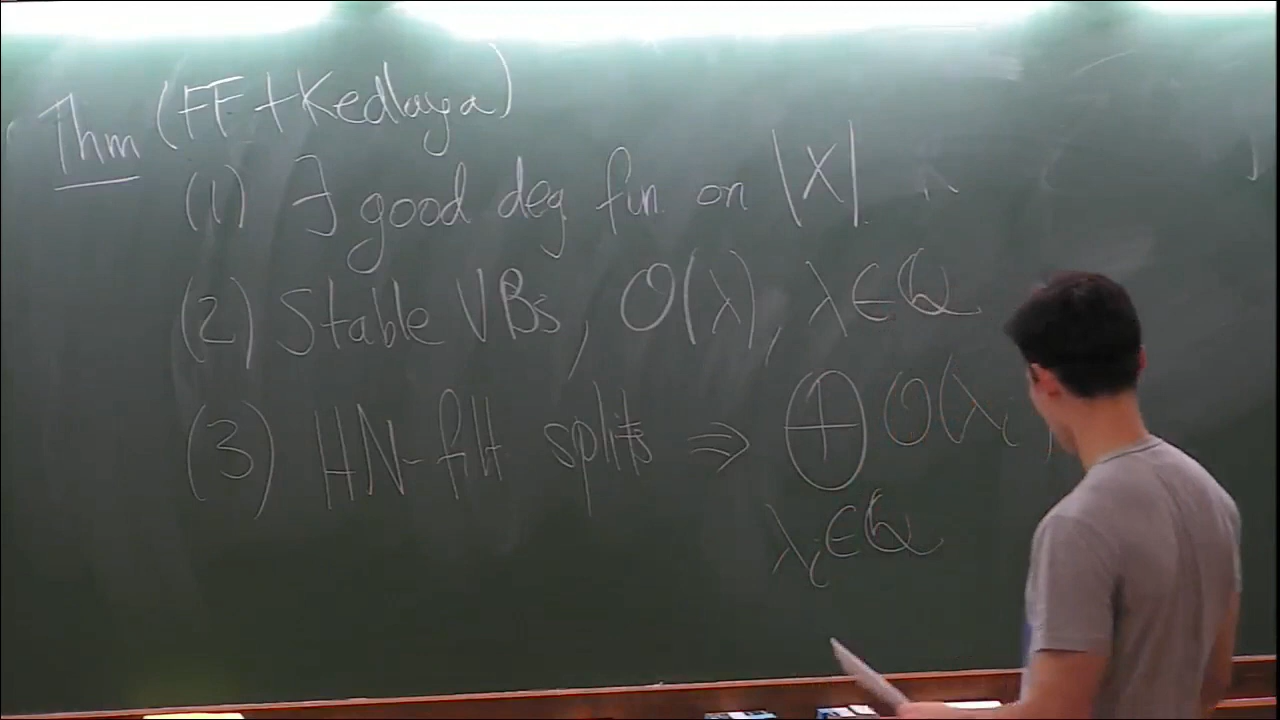 Thm (FF + Kedlaya)
(1) ∃ good deg fun on |X|.
(2) Stable VBs, O(λ), λ∈Q
(3) HN-filt splits ⇒ ⊕ O(λi)
λi∈Q